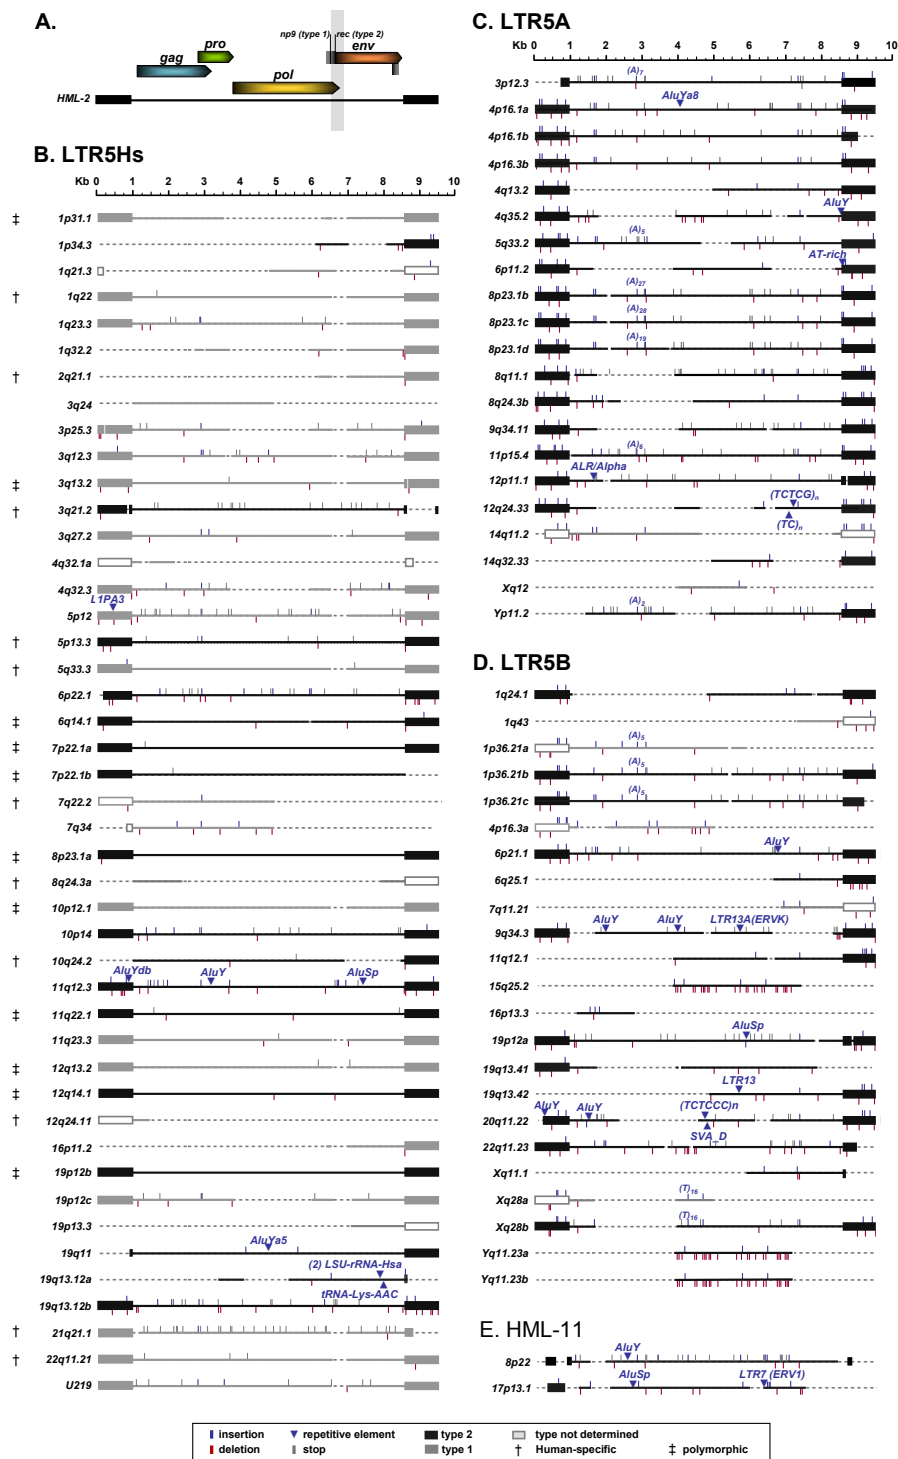 A.
np9 (type 1) rec (type 2)
gag pro pol env
HML-2
B. LTR5Hs
Kb 0 1 2 3 4 5 6 7 8 9 10
‡ 1p31.1
1p34.3
1q21.3
† 1q22
1q23.3
1q32.2
† 2q21.1
3q24
3p25.3
3q12.3
‡ 3q13.2
† 3q21.2
3q27.2
4q32.1a
4q32.3
L1PA3
5p12
† 5p13.3
† 5q33.3
6p22.1
‡ 6q14.1
‡ 7p22.1a
‡ 7p22.1b
† 7q22.2
7q34
‡ 8p23.1a
† 8q24.3a
‡ 10p12.1
10p14
† 10q24.2
AluYdb AluY AluSp
11q12.3
‡ 11q22.1
11q23.3
‡ 12q13.2
‡ 12q14.1
† 12q24.11
16p11.2
‡ 19p12b
19p12c
19p13.3
AluYa5
19q11
(2) LSU-rRNA-Hsa
19q13.12a
tRNA-Lys-AAC
19q13.12b
† 21q21.1
† 22q11.21
U219
C. LTR5A
Kb 0 1 2 3 4 5 6 7 8 9 10
(A)7
3p12.3
AluYa8
4p16.1a
4p16.1b
4p16.3b
4q13.2
AluY
4q35.2
(A)5
5q33.2
AT-rich
6p11.2
(A)27
8p23.1b
(A)28
8p23.1c
(A)19
8p23.1d
8q11.1
8q24.3b
9q34.11
(A)6
11p15.4
ALR/Alpha
12p11.1
(TCTCG)n
12q24.33
(TC)n
14q11.2
14q32.33
Xq12
(A)2
Yp11.2
D. LTR5B
1q24.1
1q43
(A)5
1p36.21a
(A)5
1p36.21b
(A)5
1p36.21c
4p16.3a
AluY
6p21.1
6q25.1
7q11.21
AluY AluY LTR13A(ERVK)
9q34.3
11q12.1
15q25.2
16p13.3
AluSp
19p12a
19q13.41
LTR13
19q13.42
AluY AluY (TCTCCC)n
20q11.22
SVA_D
22q11.23
Xq11.1
(T)16
Xq28a
(T)16
Xq28b
Yq11.23a
Yq11.23b
E. HML-11
AluY
8p22
AluSp LTR7 (ERV1)
17p13.1
insertion repetitive element type 2 type not determined
deletion stop type 1 † Human-specific ‡ polymorphic